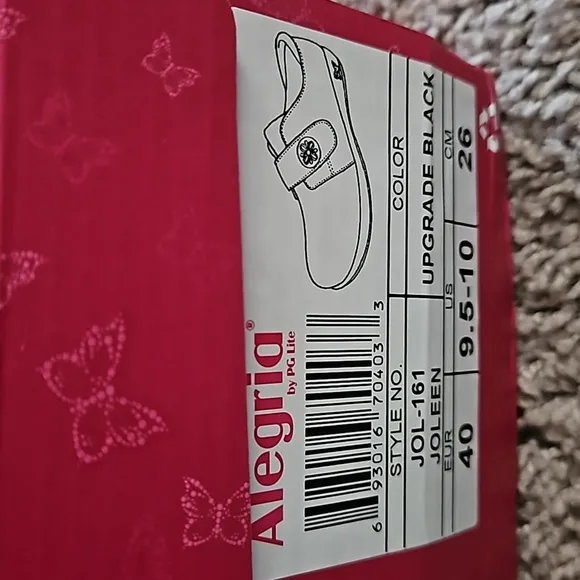 Alegria®
by PG Lite
6 93016 70403 3
STYLE NO.
JOL-161
JOLEEN
COLOR
UPGRADE BLACK
EUR
40
US
9.5-10
CM
26